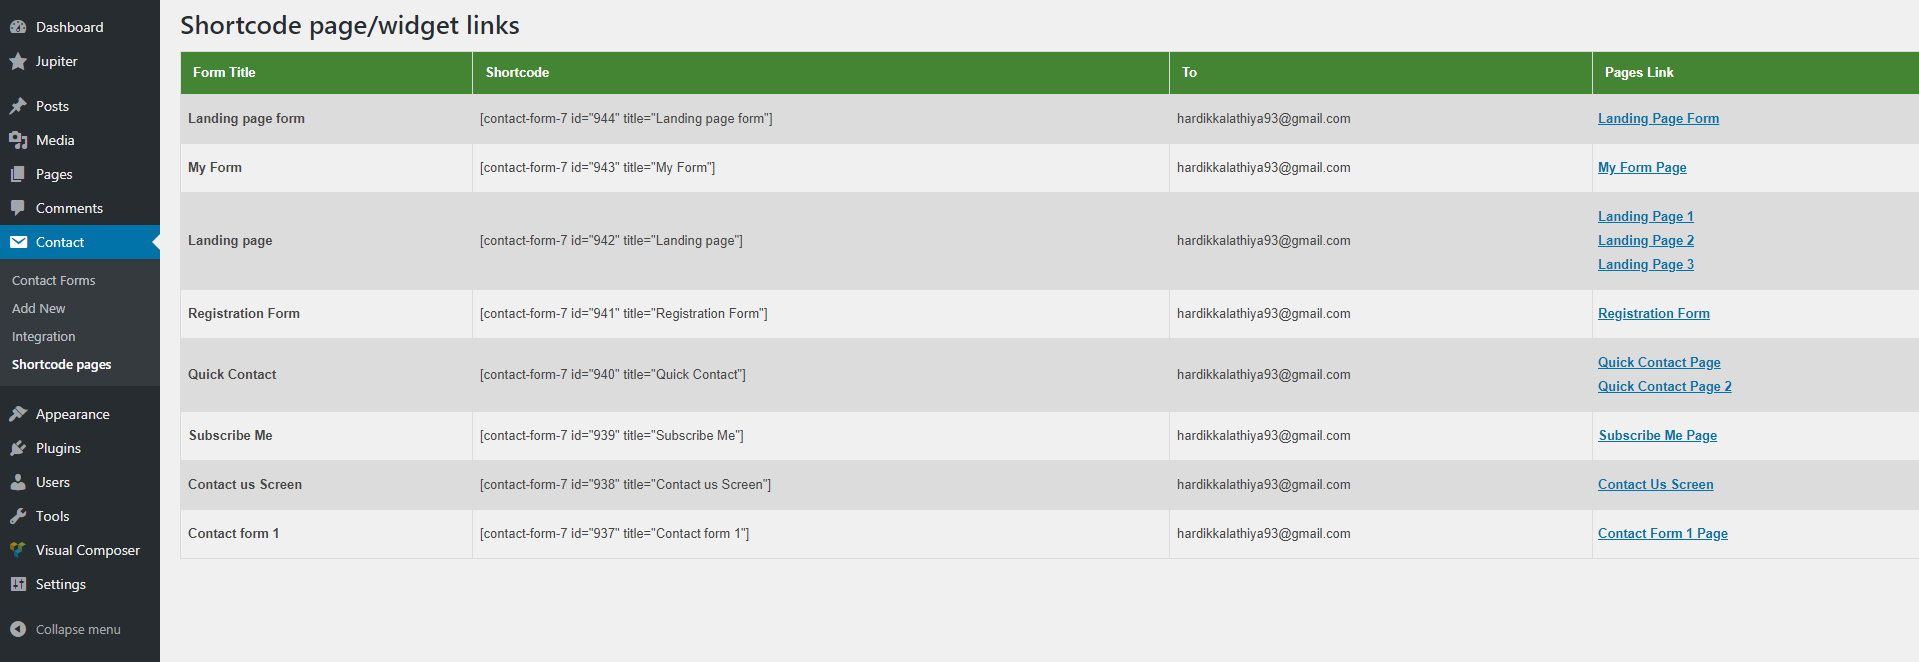 Dashboard
Jupiter
Posts
Media
Pages
Comments
Contact
Contact Forms
Add New
Integration
Shortcode pages
Appearance
Plugins
Users
Tools
Visual Composer
Settings
Collapse menu
Shortcode page/widget links
Form Title Shortcode To Pages Link
Landing page form [contact-form-7 id="944" title="Landing page form"] hardikkalathiya93@gmail.com Landing Page Form
My Form [contact-form-7 id="943" title="My Form"] hardikkalathiya93@gmail.com My Form Page
Landing page [contact-form-7 id="942" title="Landing page"] hardikkalathiya93@gmail.com Landing Page 1
Landing Page 2
Landing Page 3
Registration Form [contact-form-7 id="941" title="Registration Form"] hardikkalathiya93@gmail.com Registration Form
Quick Contact [contact-form-7 id="940" title="Quick Contact"] hardikkalathiya93@gmail.com Quick Contact Page
Quick Contact Page 2
Subscribe Me [contact-form-7 id="939" title="Subscribe Me"] hardikkalathiya93@gmail.com Subscribe Me Page
Contact us Screen [contact-form-7 id="938" title="Contact us Screen"] hardikkalathiya93@gmail.com Contact Us Screen
Contact form 1 [contact-form-7 id="937" title="Contact form 1"] hardikkalathiya93@gmail.com Contact Form 1 Page